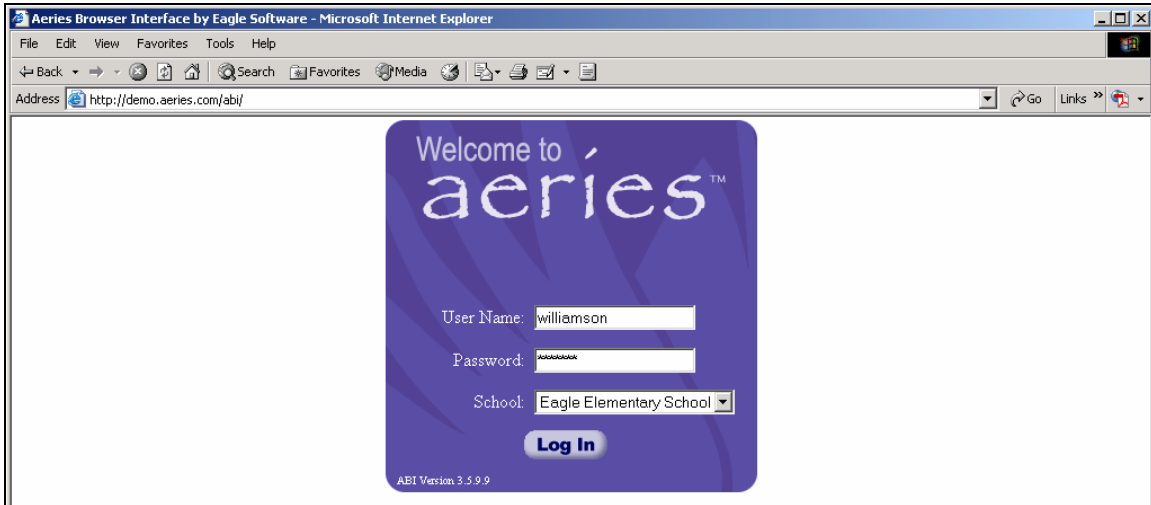 Aeries Browser Interface by Eagle Software - Microsoft Internet Explorer
File Edit View Favorites Tools Help
Back Search Favorites Media
Address http://demo.aeries.com/abi/ Go Links »
Welcome to
aeries™
User Name: williamson
Password: *******
School: Eagle Elementary School
Log In
ABI Version 3.5.9.9